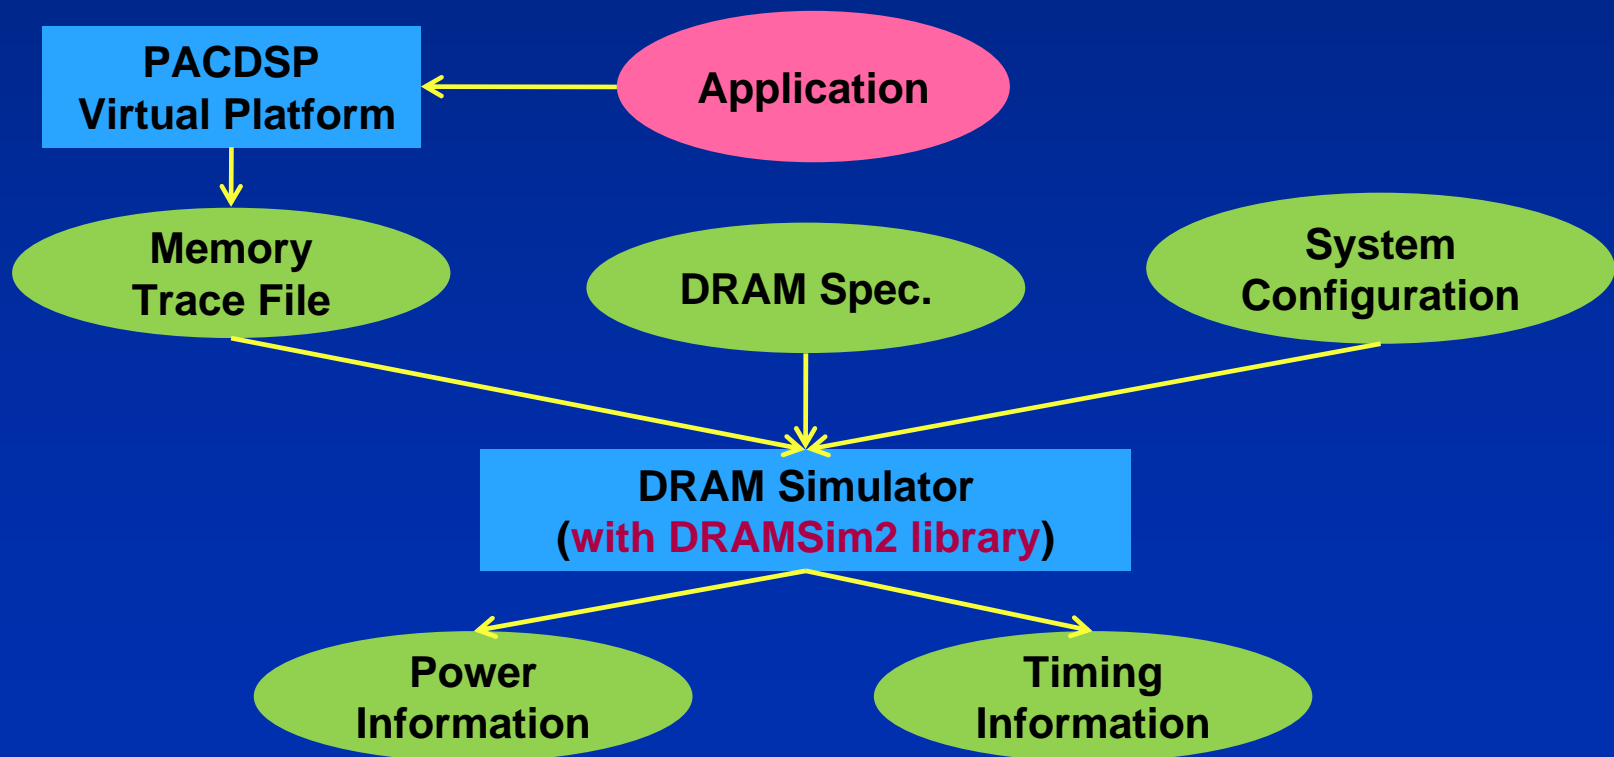 PACDSP
Virtual Platform
Application
Memory
Trace File
DRAM Spec.
System
Configuration
DRAM Simulator
(with DRAMSim2 library)
Power
Information
Timing
Information